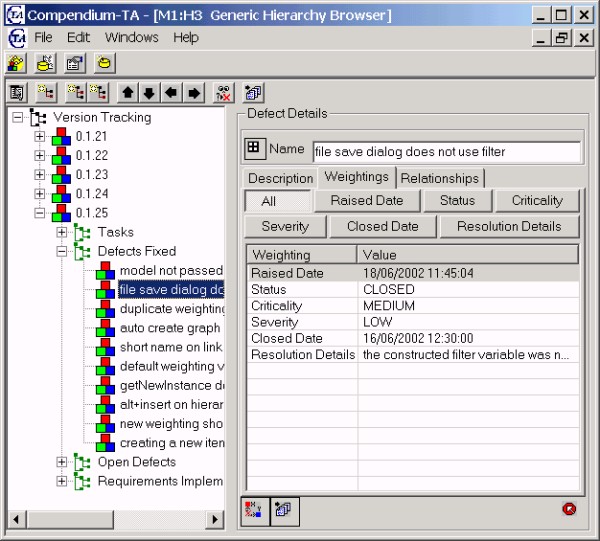 Compendium-TA - [M1:H3 Generic Hierarchy Browser]
File Edit Windows Help
Version Tracking
0.1.21
0.1.22
0.1.23
0.1.24
0.1.25
Tasks
Defects Fixed
model not passed
file save dialog do
duplicate weighting
auto create graph
short name on link
default weighting v
getNewInstance d
alt+insert on hierar
new weighting sho
creating a new iten
Open Defects
Requirements Implem
Defect Details
Name file save dialog does not use filter
Description Weightings Relationships
All Raised Date Status Criticality
Severity Closed Date Resolution Details
Weighting Value
Raised Date 18/06/2002 11:45:04
Status CLOSED
Criticality MEDIUM
Severity LOW
Closed Date 16/06/2002 12:30:00
Resolution Details the constructed filter variable was n...